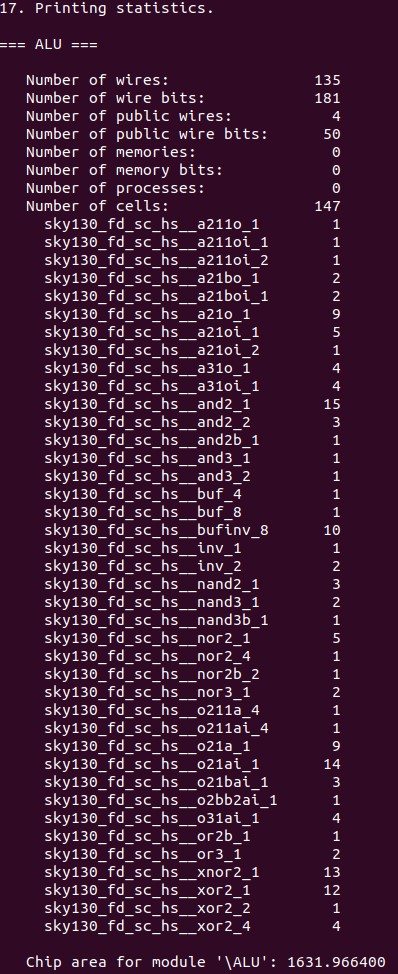 17. Printing statistics.
=== ALU ===
Number of wires: 135
Number of wire bits: 181
Number of public wires: 4
Number of public wire bits: 50
Number of memories: 0
Number of memory bits: 0
Number of processes: 0
Number of cells: 147
sky130_fd_sc_hs__a211o_1 1
sky130_fd_sc_hs__a211oi_1 1
sky130_fd_sc_hs__a211oi_2 1
sky130_fd_sc_hs__a21bo_1 2
sky130_fd_sc_hs__a21boi_1 2
sky130_fd_sc_hs__a21o_1 9
sky130_fd_sc_hs__a21oi_1 5
sky130_fd_sc_hs__a21oi_2 1
sky130_fd_sc_hs__a31o_1 4
sky130_fd_sc_hs__a31oi_1 4
sky130_fd_sc_hs__and2_1 15
sky130_fd_sc_hs__and2_2 3
sky130_fd_sc_hs__and2b_1 1
sky130_fd_sc_hs__and3_1 1
sky130_fd_sc_hs__and3_2 1
sky130_fd_sc_hs__buf_4 1
sky130_fd_sc_hs__buf_8 1
sky130_fd_sc_hs__bufinv_8 10
sky130_fd_sc_hs__inv_1 1
sky130_fd_sc_hs__inv_2 2
sky130_fd_sc_hs__nand2_1 3
sky130_fd_sc_hs__nand3_1 2
sky130_fd_sc_hs__nand3b_1 1
sky130_fd_sc_hs__nor2_1 5
sky130_fd_sc_hs__nor2_4 1
sky130_fd_sc_hs__nor2b_2 1
sky130_fd_sc_hs__nor3_1 2
sky130_fd_sc_hs__o211a_4 1
sky130_fd_sc_hs__o211ai_4 1
sky130_fd_sc_hs__o21a_1 9
sky130_fd_sc_hs__o21ai_1 14
sky130_fd_sc_hs__o21bai_1 3
sky130_fd_sc_hs__o2bb2ai_1 1
sky130_fd_sc_hs__o31ai_1 4
sky130_fd_sc_hs__or2b_1 1
sky130_fd_sc_hs__or3_1 2
sky130_fd_sc_hs__xnor2_1 13
sky130_fd_sc_hs__xor2_1 12
sky130_fd_sc_hs__xor2_2 1
sky130_fd_sc_hs__xor2_4 4
Chip area for module '\ALU': 1631.966400